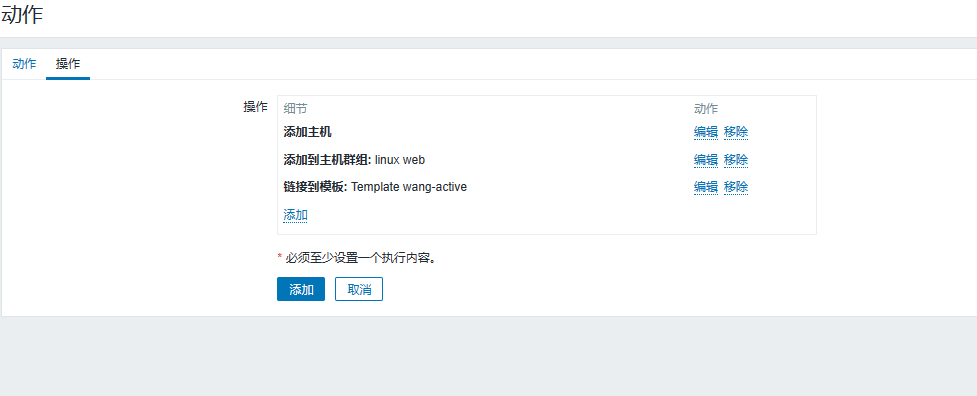 动作
动作 操作
操作 细节 动作
添加主机 编辑 移除
添加到主机群组: linux web 编辑 移除
链接到模板: Template wang-active 编辑 移除
添加
* 必须至少设置一个执行内容。
添加 取消